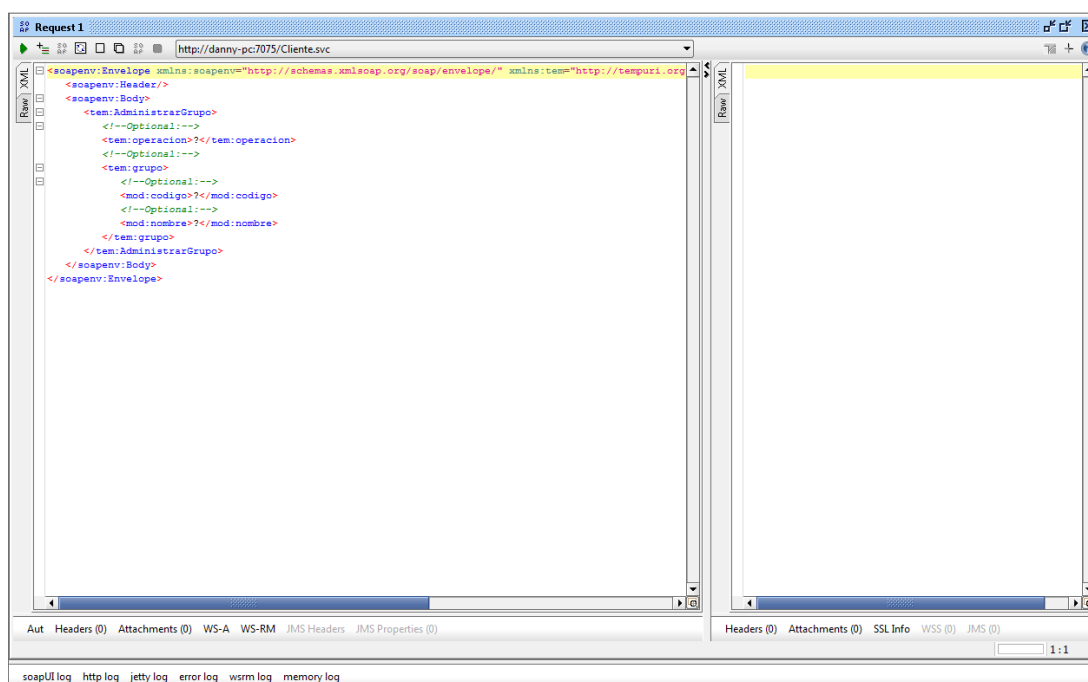 Request 1
http://danny-pc:7075/Cliente.svc
XML
Raw
<soapenv:Envelope xmlns:soapenv="http://schemas.xmlsoap.org/soap/envelope/" xmlns:tem="http://tempuri.org
<soapenv:Header/>
<soapenv:Body>
<tem:AdministrarGrupo>
<!--Optional:-->
<tem:operacion>?</tem:operacion>
<!--Optional:-->
<tem:grupo>
<!--Optional:-->
<mod:codigo>?</mod:codigo>
<!--Optional:-->
<mod:nombre>?</mod:nombre>
</tem:grupo>
</tem:AdministrarGrupo>
</soapenv:Body>
</soapenv:Envelope>
XML
Raw
Aut Headers (0) Attachments (0) WS-A WS-RM JMS Headers JMS Properties (0)
Headers (0) Attachments (0) SSL Info WSS (0) JMS (0)
1:1
soapUI log http log jetty log error log wsrm log memory log